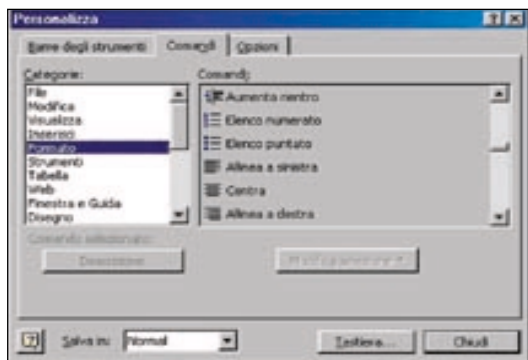 Personalizza
Barre degli strumenti Comandi Opzioni
Categorie: Comandi:
File
Modifica
Visualizza
Inserisci
Formato
Strumenti
Tabella
Web
Finestra e Guida
Disegno
Aumenta rientro
Elenco numerato
Elenco puntato
Allinea a sinistra
Centra
Allinea a destra
Comando selezionato:
Descrizione Modifica selezione
Salva in: Normal Tastiera... Chiudi